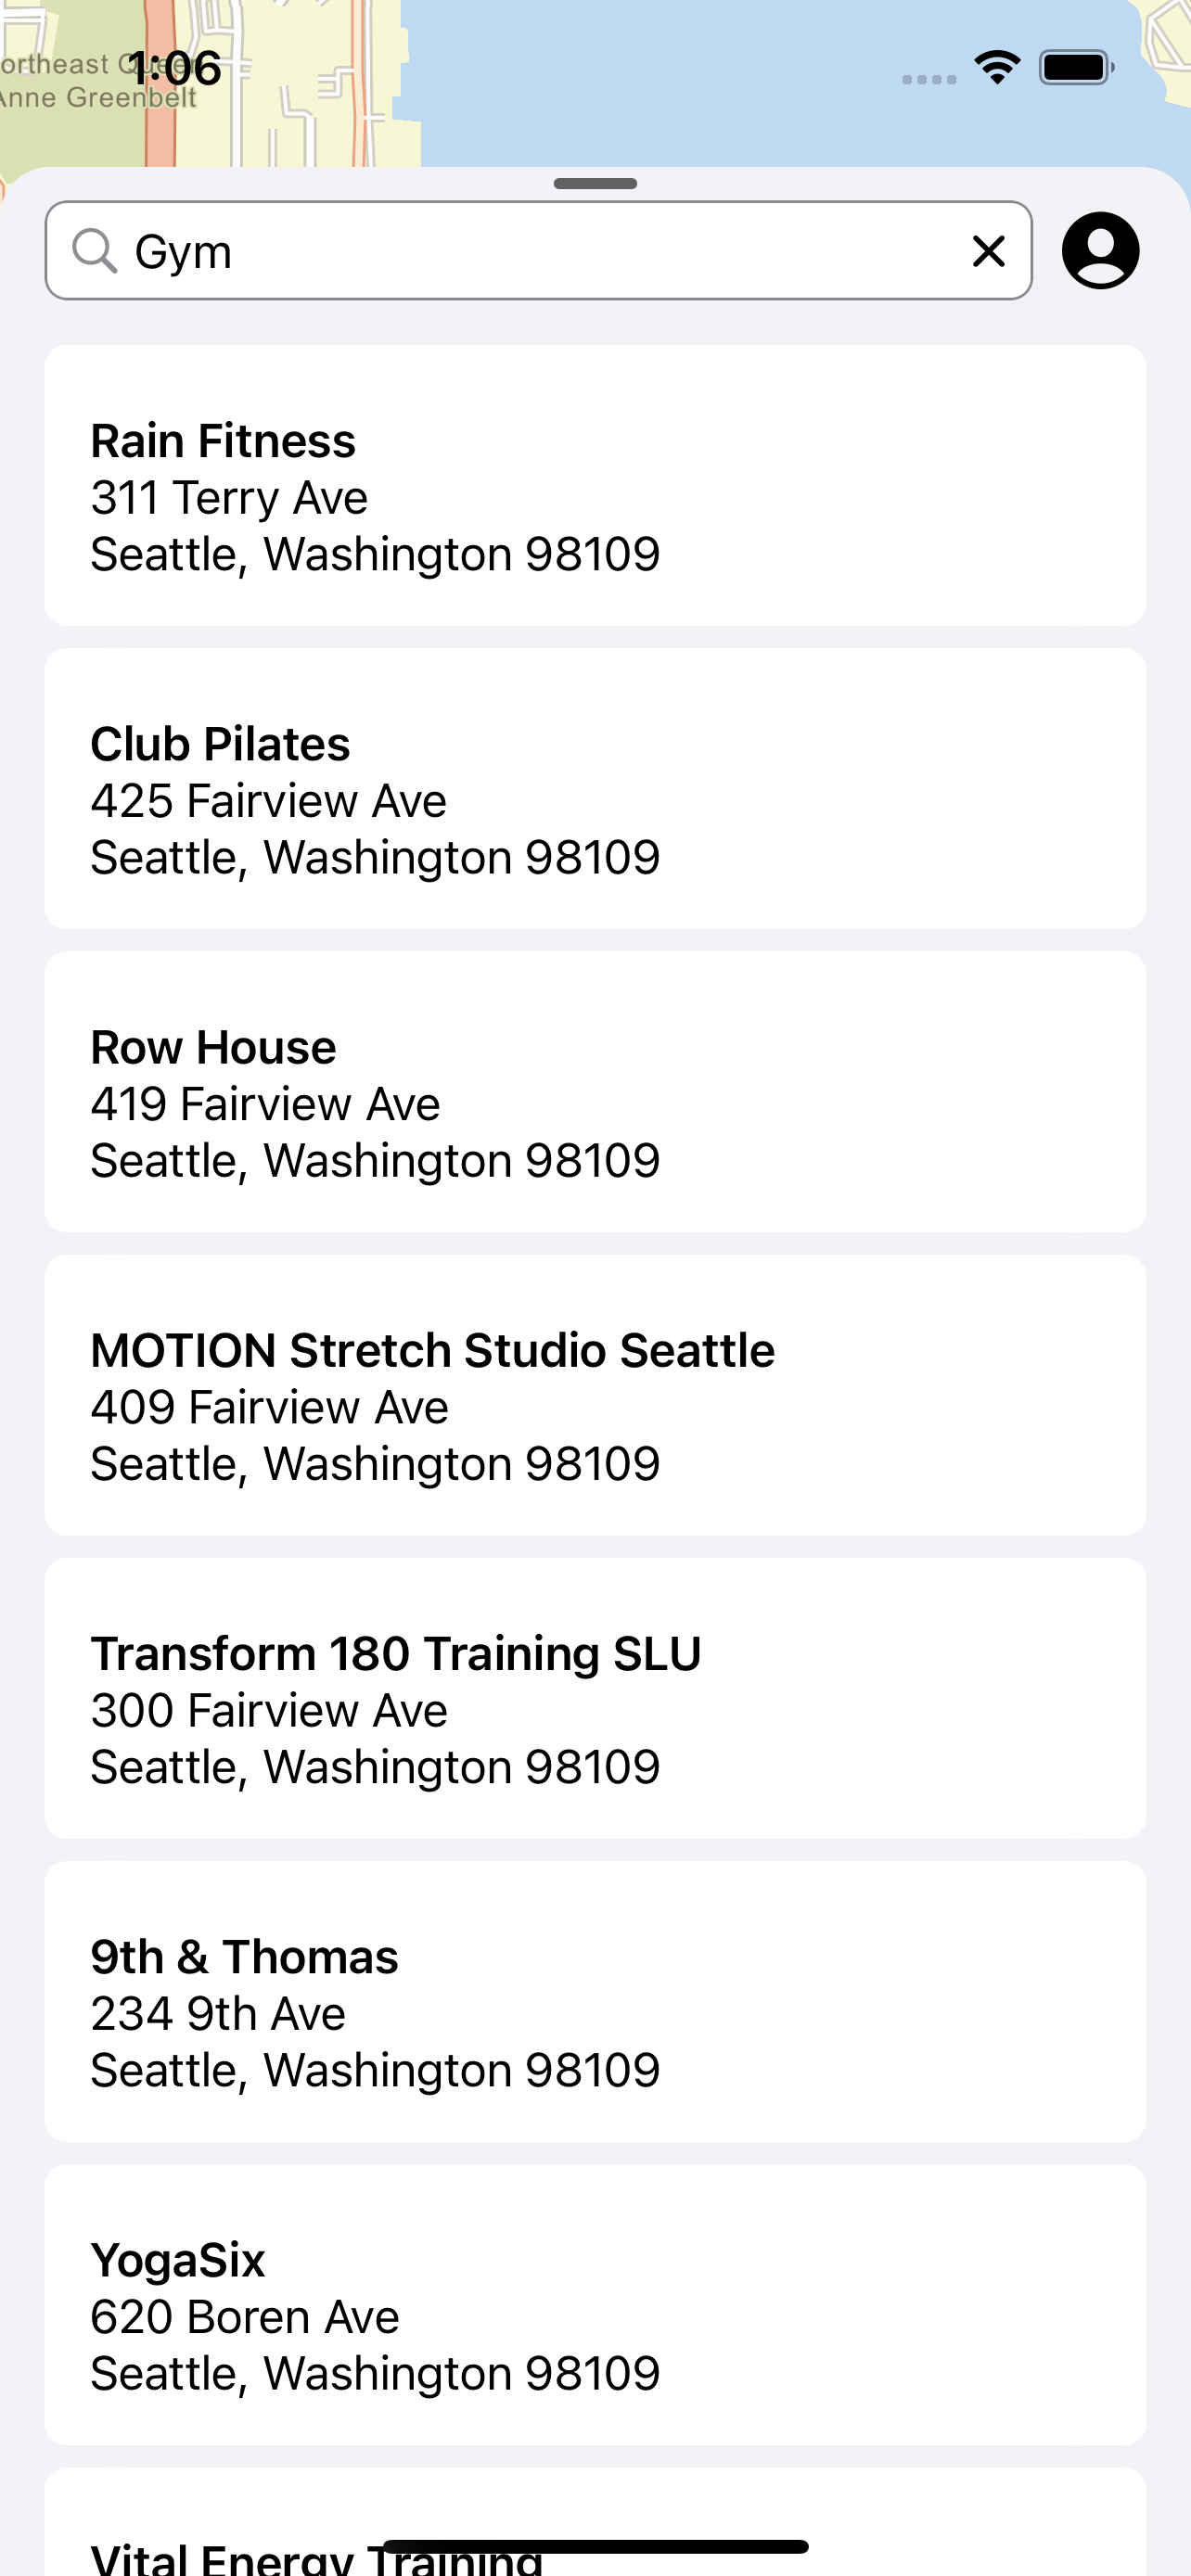 ortheast Queen
Anne Greenbelt
1:06
Gym
Rain Fitness
311 Terry Ave
Seattle, Washington 98109
Club Pilates
425 Fairview Ave
Seattle, Washington 98109
Row House
419 Fairview Ave
Seattle, Washington 98109
MOTION Stretch Studio Seattle
409 Fairview Ave
Seattle, Washington 98109
Transform 180 Training SLU
300 Fairview Ave
Seattle, Washington 98109
9th & Thomas
234 9th Ave
Seattle, Washington 98109
YogaSix
620 Boren Ave
Seattle, Washington 98109
Vital Energy Training